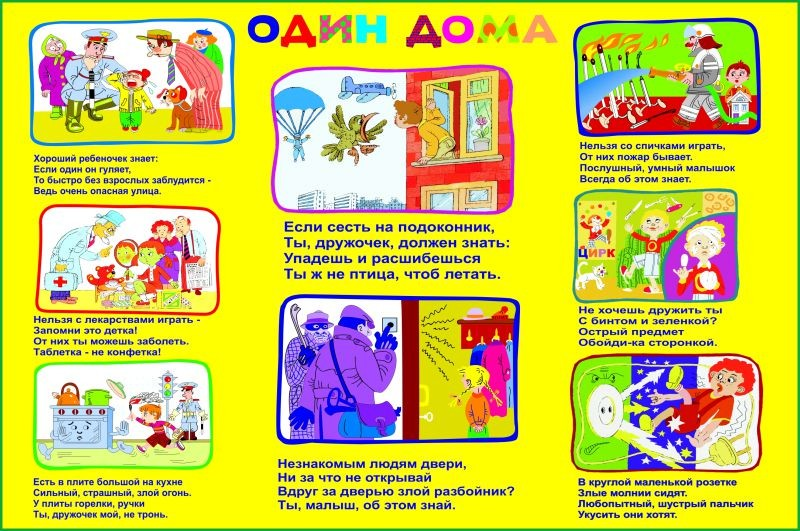 ОДИН ДОМА
Хороший ребеночек знает:
Если один он гуляет,
То быстро без взрослых заблудится -
Ведь очень опасная улица.
Нельзя с лекарствами играть -
Запомни это детка!
От них ты можешь заболеть.
Таблетка - не конфетка!
Есть в плите большой на кухне
Сильный, страшный, злой огонь.
У плиты горелки, ручки
Ты, дружочек мой, не тронь.
Если сесть на подоконник,
Ты, дружочек, должен знать:
Упадешь и расшибешься
Ты ж не птица, чтоб летать.
Незнакомым людям двери,
Ни за что не открывай
Вдруг за дверью злой разбойник?
Ты, малыш, об этом знай.
Нельзя со спичками играть,
От них пожар бывает.
Послушный, умный малышок
Всегда об этом знает.
ЦИРК
Не хочешь дружить ты
С бинтом и зеленкой?
Острый предмет
Обойди-ка сторонкой.
В круглой маленькой розетке
Злые молнии сидят.
Любопытный, шустрый пальчик
Укусить они хотят.